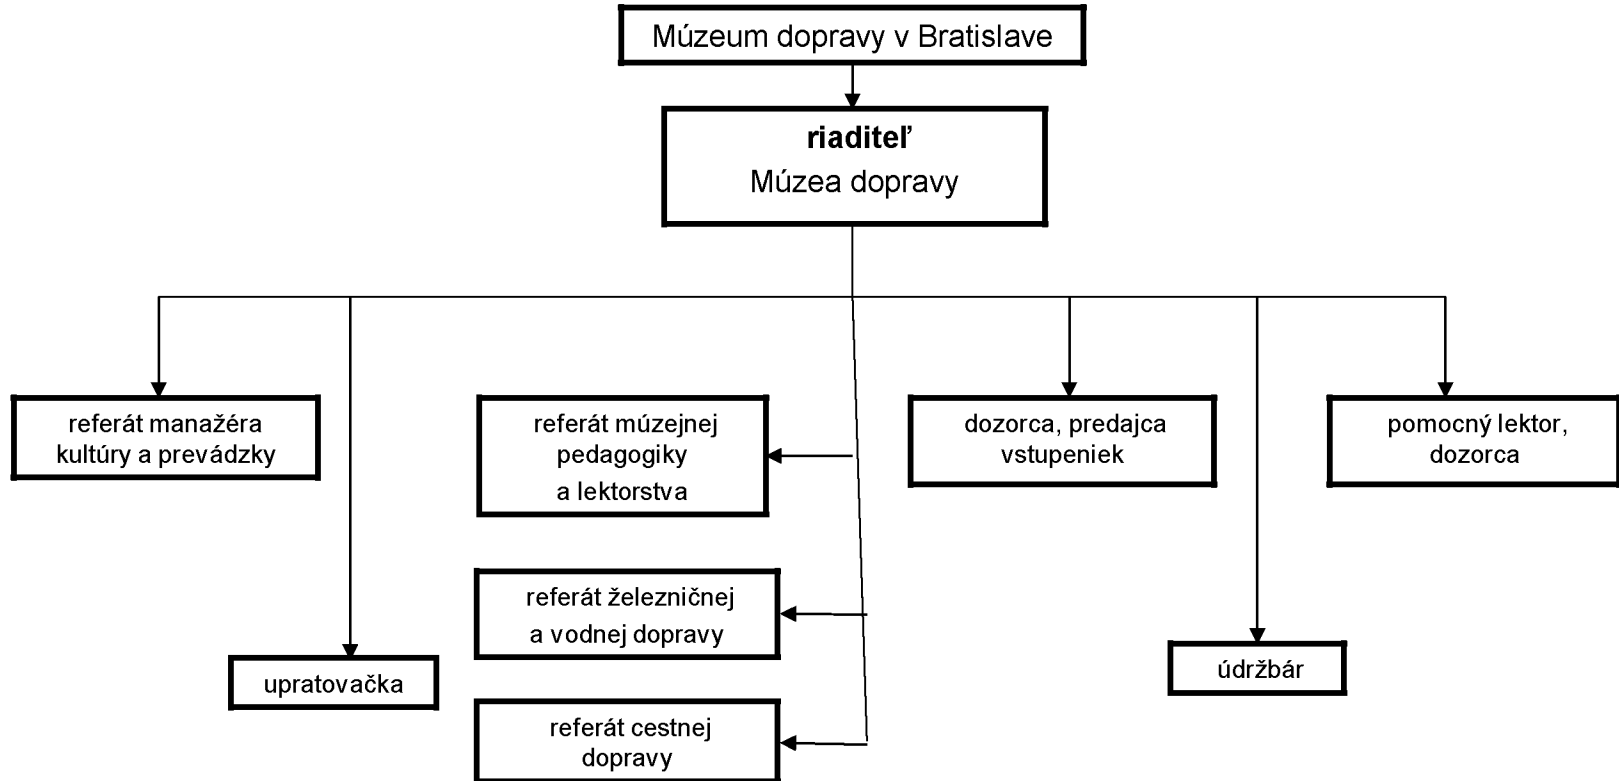 Múzeum dopravy v Bratislave
riaditeľ
Múzea dopravy
referát manažéra
kultúry a prevádzky
referát múzejnej
pedagogiky
a lektorstva
dozorca, predajca
vstupeniek
pomocný lektor,
dozorca
referát železničnej
a vodnej dopravy
upratovačka
údržbár
referát cestnej
dopravy